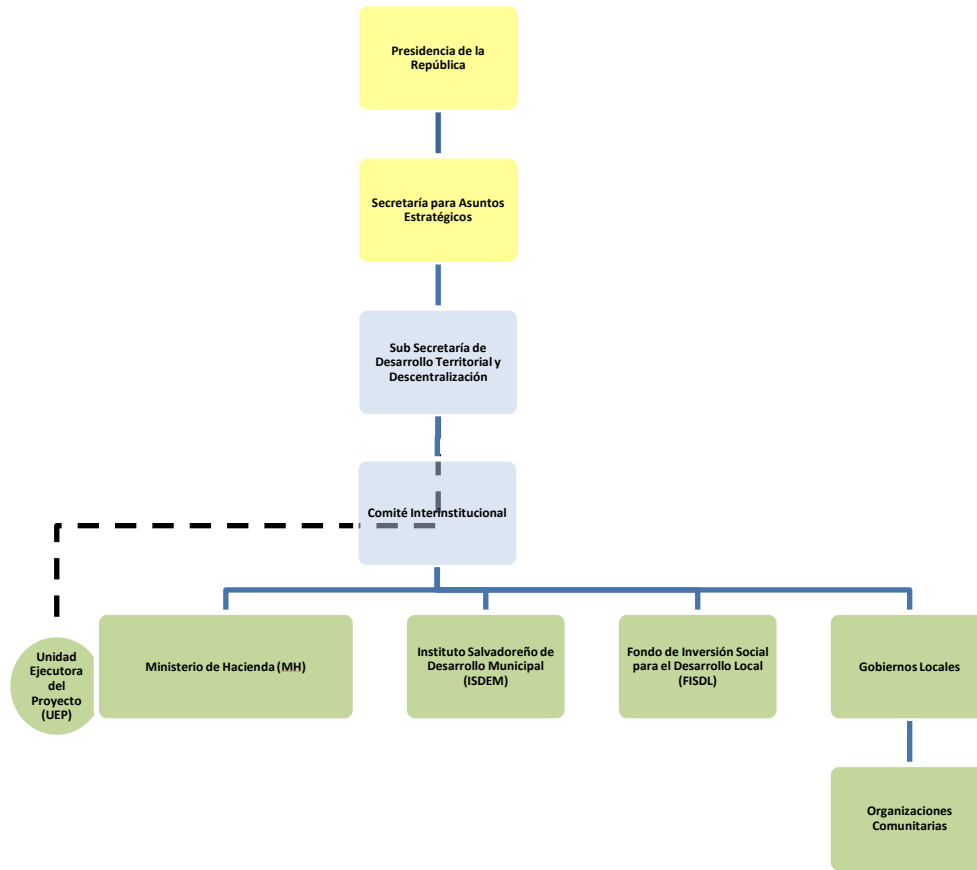 Presidencia de la
República
Secretaría para Asuntos
Estratégicos
Sub Secretaría de
Desarrollo Territorial y
Descentralización
Comité Interinstitucional
Unidad
Ejecutora
del
Proyecto
(UEP)
Ministerio de Hacienda (MH)
Instituto Salvadoreño de
Desarrollo Municipal
(ISDEM)
Fondo de Inversión Social
para el Desarrollo Local
(FISDL)
Gobiernos Locales
Organizaciones
Comunitarias